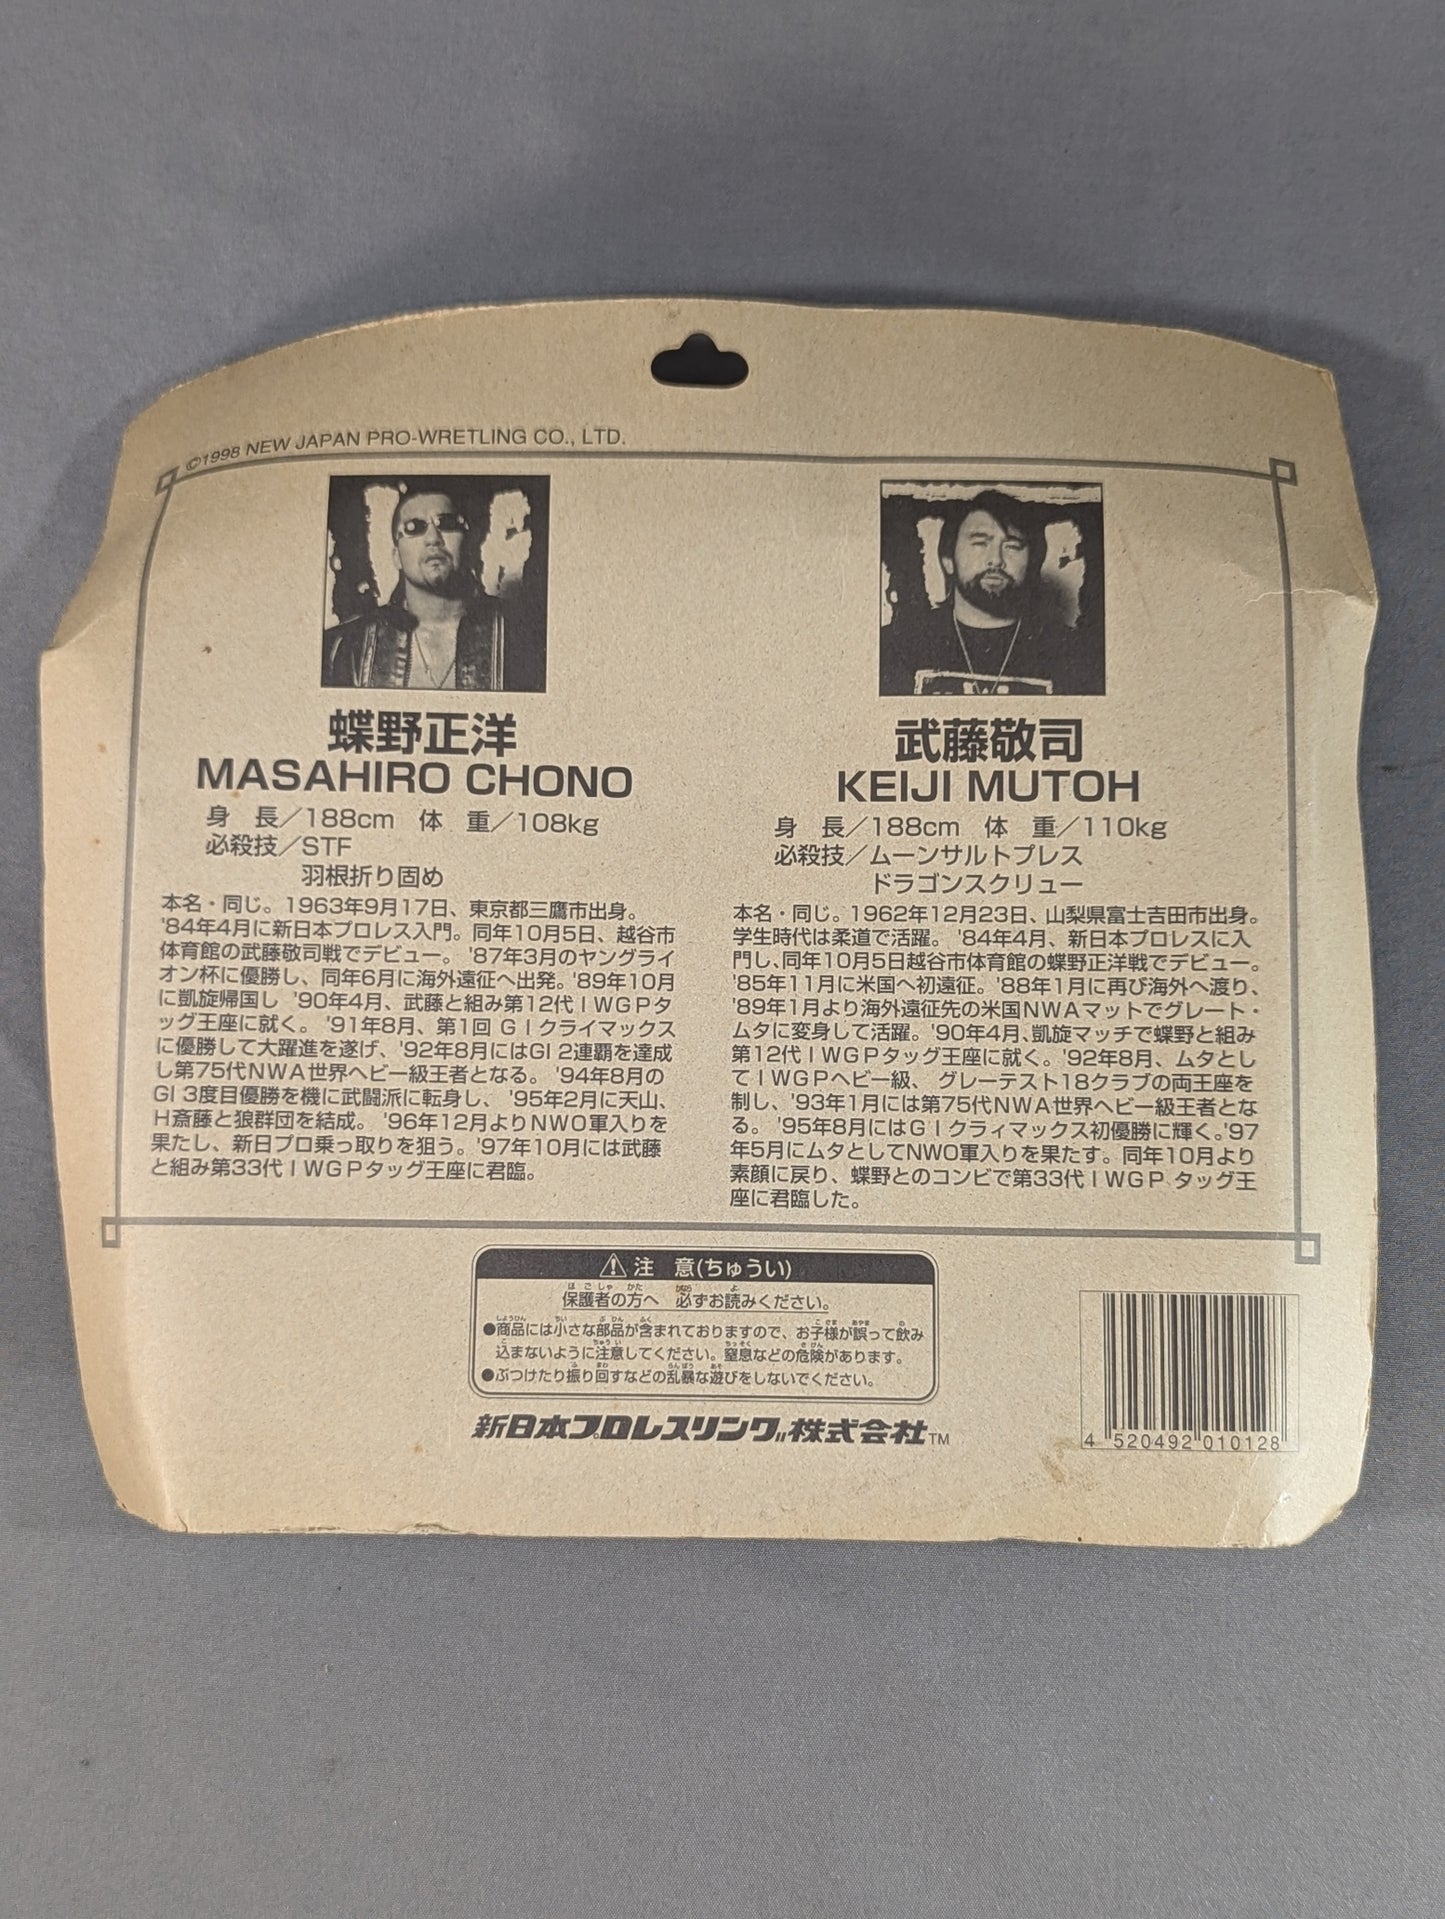 ©1998 NEW JAPAN PRO-WRETLING CO., LTD.
蝶野正洋
MASAHIRO CHONO
身　長／188cm　体　重／108kg
必殺技／STF
羽根折り固め
本名・同じ。1963年9月17日、東京都三鷹市出身。
'84年4月に新日本プロレス入門。同年10月5日、越谷市
体育館の武藤敬司戦でデビュー。'87年3月のヤングライ
オン杯に優勝し、同年6月に海外遠征へ出発。'89年10月
に凱旋帰国し '90年4月、武藤と組み第12代ＩＷＧＰタ
ッグ王座に就く。'91年8月、第1回 ＧＩクライマックス
に優勝して大躍進を遂げ、'92年8月にはGI 2連覇を達成
し第75代NWA世界ヘビー級王者となる。'94年8月の
GI 3度目優勝を機に武闘派に転身し、'95年2月に天山、
H斎藤と狼群団を結成。'96年12月よりNWO軍入りを
果たし、新日プロ乗っ取りを狙う。'97年10月には武藤
と組み第33代ＩＷＧＰタッグ王座に君臨。
武藤敬司
KEIJI MUTOH
身　長／188cm　体　重／110kg
必殺技／ムーンサルトプレス
ドラゴンスクリュー
本名・同じ。1962年12月23日、山梨県富士吉田市出身。
学生時代は柔道で活躍。'84年4月、新日本プロレスに入
門し、同年10月5日越谷市体育館の蝶野正洋戦でデビュー。
'85年11月に米国へ初遠征。'88年1月に再び海外へ渡り、
'89年1月より海外遠征先の米国NWAマットでグレート・
ムタに変身して活躍。'90年4月、凱旋マッチで蝶野と組み
第12代ＩＷＧＰタッグ王座に就く。'92年8月、ムタとし
てＩＷＧＰヘビー級、グレーテスト18クラブの両王座を
制し、'93年1月には第75代NWA世界ヘビー級王者とな
る。'95年8月にはＧＩクライマックス初優勝に輝く。'97
年5月にムタとしてNWO軍入りを果たす。同年10月より
素顔に戻り、蝶野とのコンビで第33代ＩＷＧＰタッグ王
座に君臨した。
⚠注　意(ちゅうい)
保護者の方へ　必ずお読みください。
●商品には小さな部品が含まれておりますので、お子様が誤って飲み
込まないように注意してください。窒息などの危険があります。
●ぶつけたり振り回すなどの乱暴な遊びをしないでください。
新日本プロレスリング株式会社TM
4 520492 010128